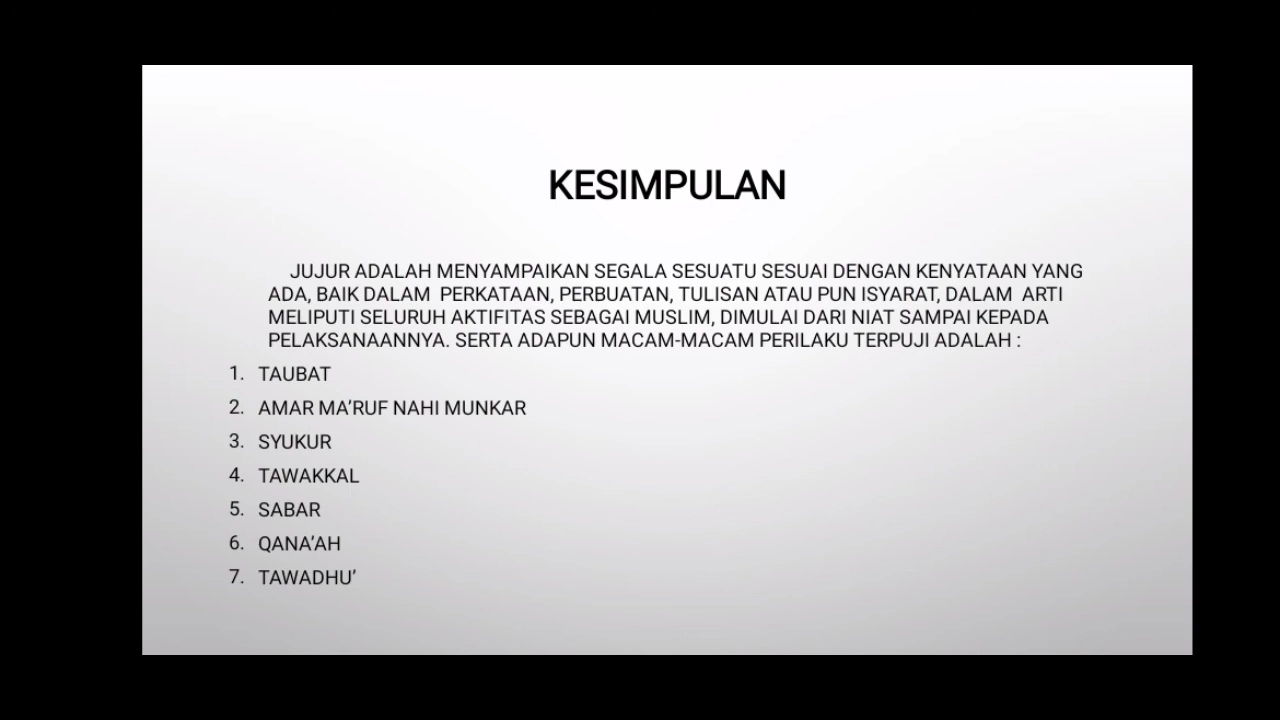 KESIMPULAN
JUJUR ADALAH MENYAMPAIKAN SEGALA SESUATU SESUAI DENGAN KENYATAAN YANG
ADA, BAIK DALAM  PERKATAAN, PERBUATAN, TULISAN ATAU PUN ISYARAT, DALAM  ARTI
MELIPUTI SELURUH AKTIFITAS SEBAGAI MUSLIM, DIMULAI DARI NIAT SAMPAI KEPADA
PELAKSANAANNYA. SERTA ADAPUN MACAM-MACAM PERILAKU TERPUJI ADALAH :
1. TAUBAT
2. AMAR MA’RUF NAHI MUNKAR
3. SYUKUR
4. TAWAKKAL
5. SABAR
6. QANA’AH
7. TAWADHU’